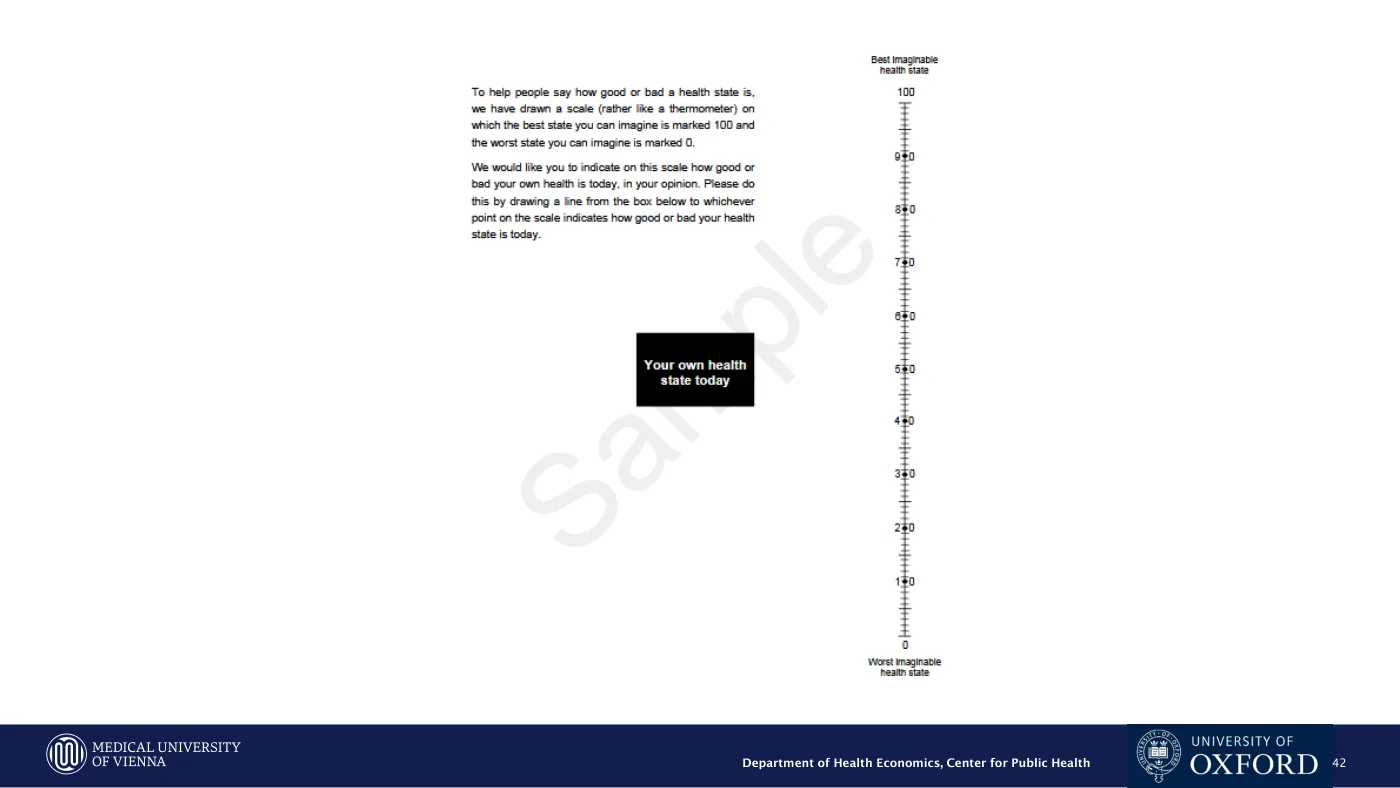 To help people say how good or bad a health state is,
we have drawn a scale (rather like a thermometer) on
which the best state you can imagine is marked 100 and
the worst state you can imagine is marked 0.
We would like you to indicate on this scale how good or
bad your own health is today, in your opinion. Please do
this by drawing a line from the box below to whichever
point on the scale indicates how good or bad your health
state is today.
Your own health
state today
Sample
Best imaginable
health state
100
90
80
70
60
50
40
30
20
10
0
Worst imaginable
health state
MEDICAL UNIVERSITY
OF VIENNA
Department of Health Economics, Center for Public Health
UNIVERSITY OF
OXFORD
42